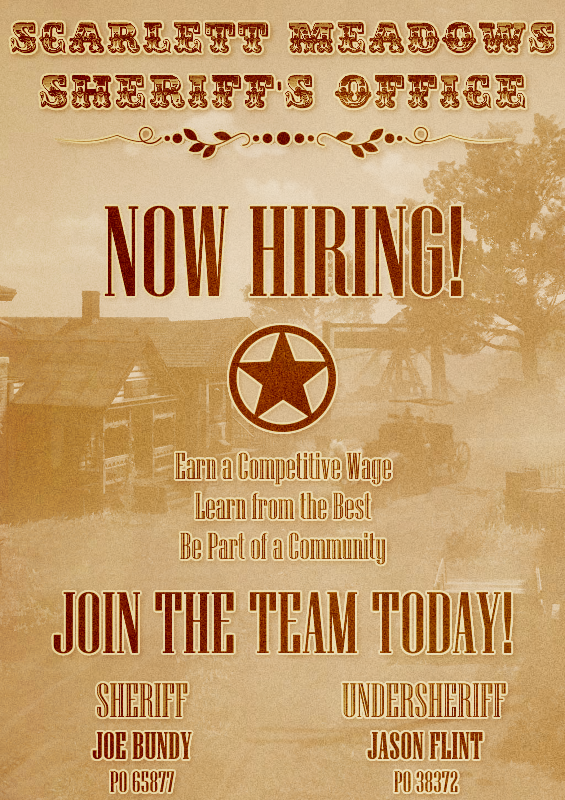 SCARLETT MEADOWS
SHERIFF'S OFFICE
NOW HIRING!
Earn a Competitive Wage
Learn from the Best
Be Part of a Community
JOIN THE TEAM TODAY!
SHERIFF UNDERSHERIFF
JOE BUNDY JASON FLINT
PO 65877 PO 38372